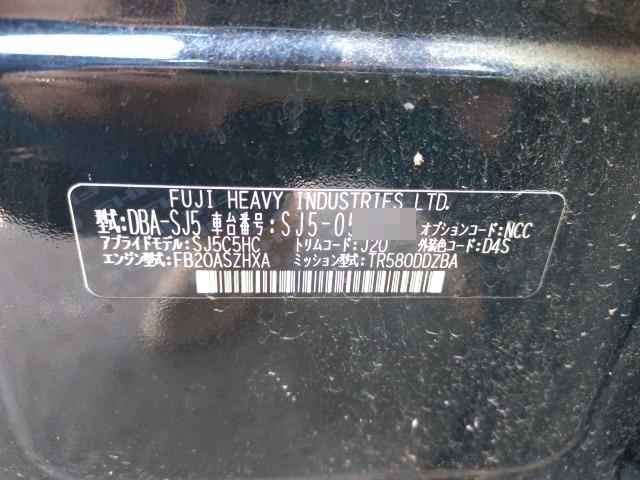 FUJI HEAVY INDUSTRIES LTD.
型式:DBA-SJ5 車台番号:SJ5-05 オプションコード:NCC
アプライドモデル:SJ5C5HC トリムコード:J20 外装色コード:D4S
エンジン型式:FB20ASZHXA ミッション型式:TR580DDZBA